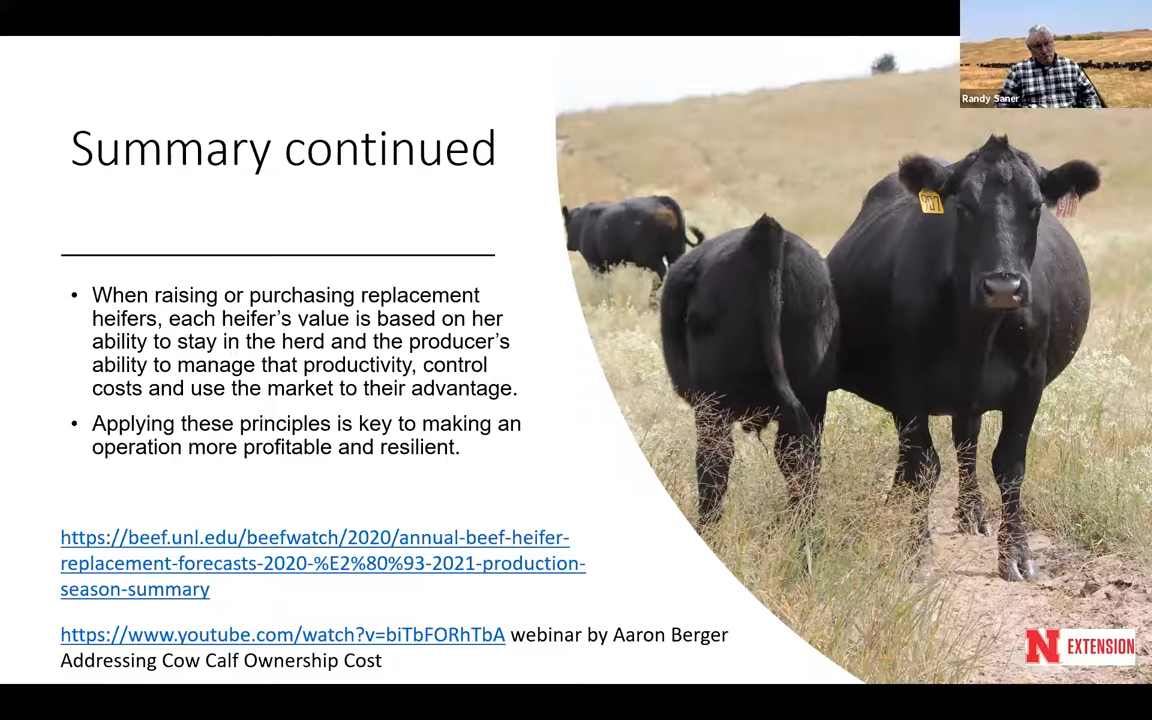 Randy Saner
Summary continued
907
• When raising or purchasing replacement
heifers, each heifer's value is based on her
ability to stay in the herd and the producer's
ability to manage that productivity, control
costs and use the market to their advantage.
• Applying these principles is key to making an
operation more profitable and resilient.
https://beef.unl.edu/beefwatch/2020/annual-beef-heifer-
replacement-forecasts-2020-%E2%80%93-2021-production-
season-summary
https://www.youtube.com/watch?v=biTbFORhTbA webinar by Aaron Berger
Addressing Cow Calf Ownership Cost
N EXTENSION